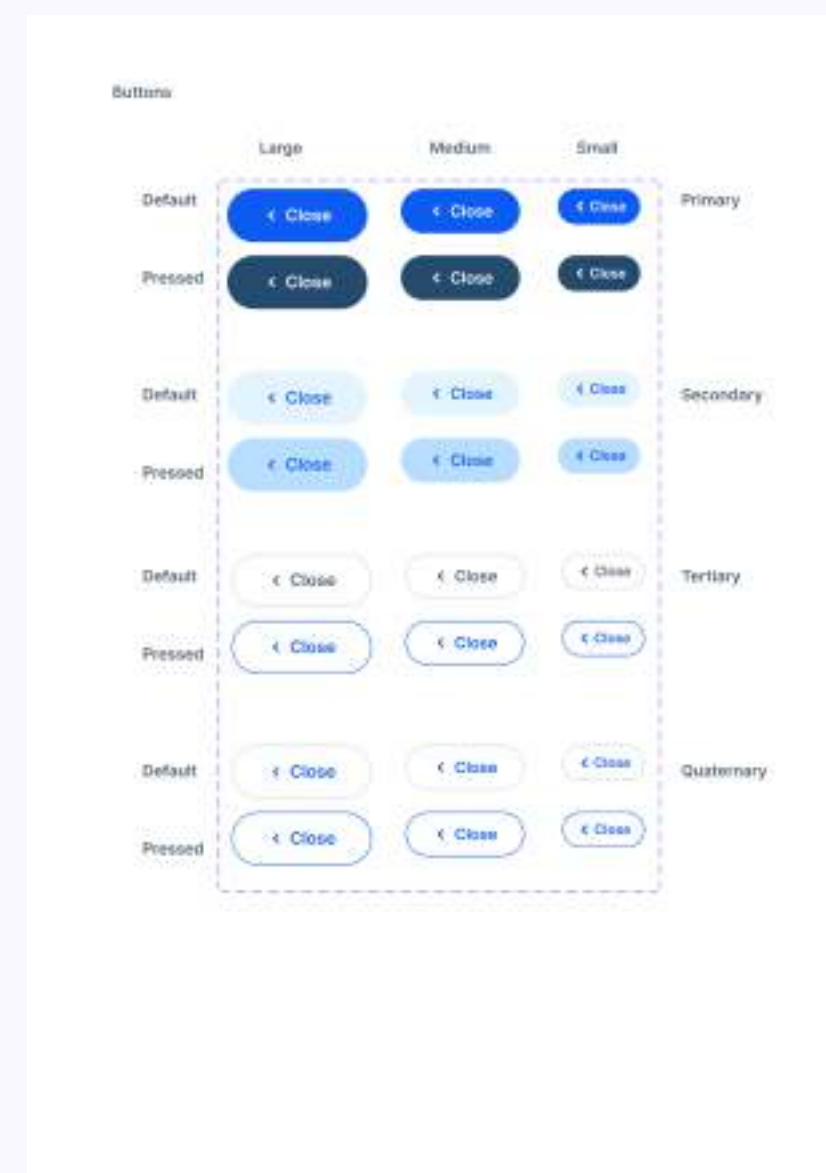 Buttons
Large Medium Small
Default < Close < Close < Close Primary
Pressed < Close < Close < Close
Default < Close < Close < Close Secondary
Pressed < Close < Close < Close
Default < Close < Close < Close Tertiary
Pressed < Close < Close < Close
Default < Close < Close < Close Quaternary
Pressed < Close < Close < Close